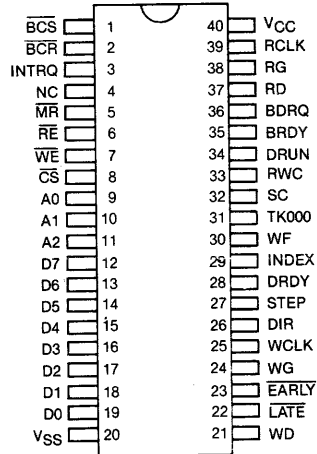 BCS 1 40 VCC
BCR 2 39 RCLK
INTRQ 3 38 RG
NC 4 37 RD
MR 5 36 BDRQ
RE 6 35 BRDY
WE 7 34 DRUN
CS 8 33 RWC
A0 9 32 SC
A1 10 31 TK000
A2 11 30 WF
D7 12 29 INDEX
D6 13 28 DRDY
D5 14 27 STEP
D4 15 26 DIR
D3 16 25 WCLK
D2 17 24 WG
D1 18 23 EARLY
D0 19 22 LATE
VSS 20 21 WD